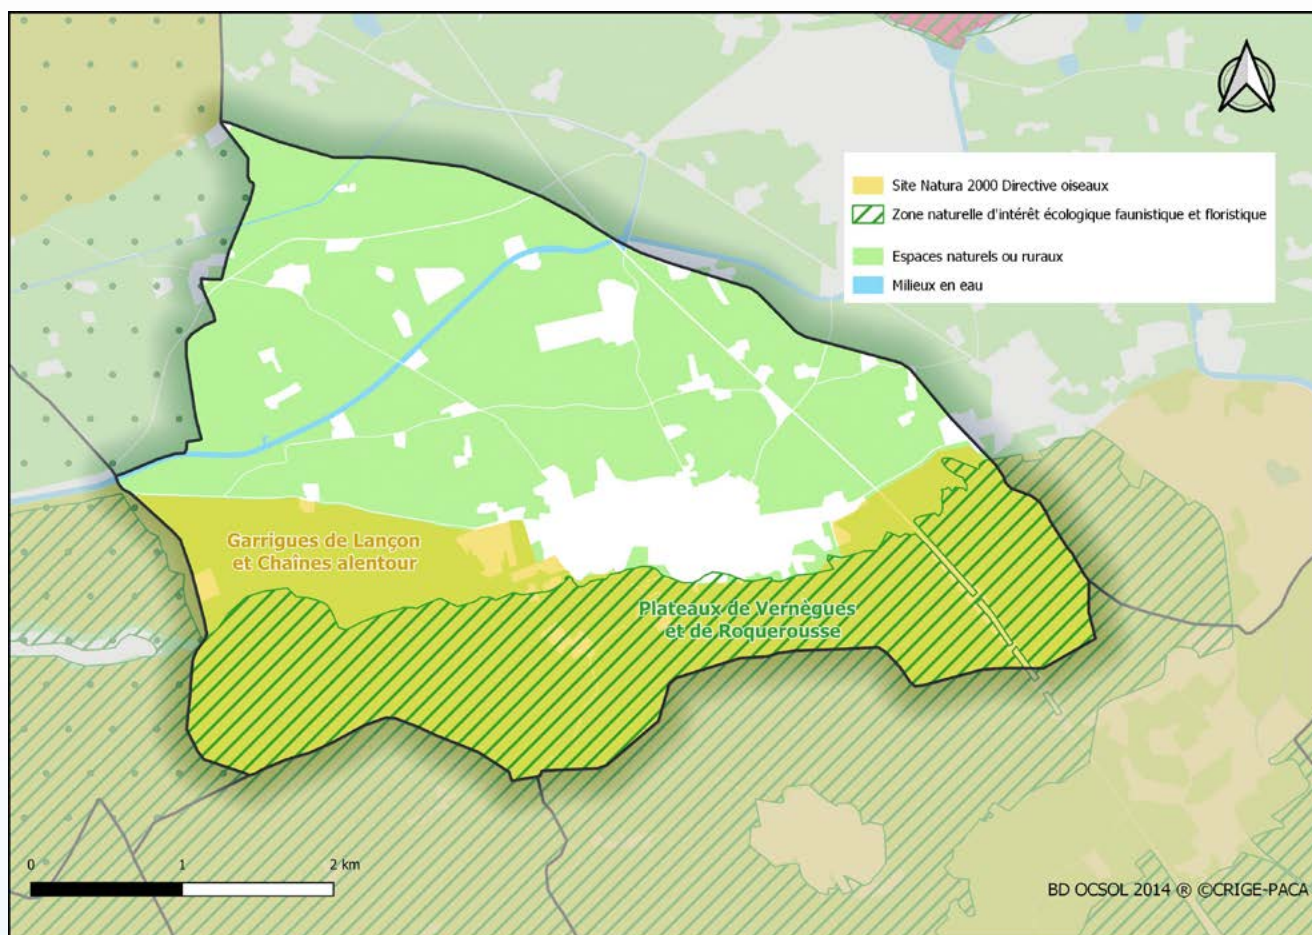 Site Natura 2000 Directive oiseaux
Zone naturelle d'intérêt écologique faunistique et floristique
Espaces naturels ou ruraux
Milieux en eau
Garrigues de Lançon
et Chaînes alentour
Plateaux de Vernègues
et de Roquerousse
0 1 2 km
BD OCSOL 2014 ® ©CRIGE-PACA